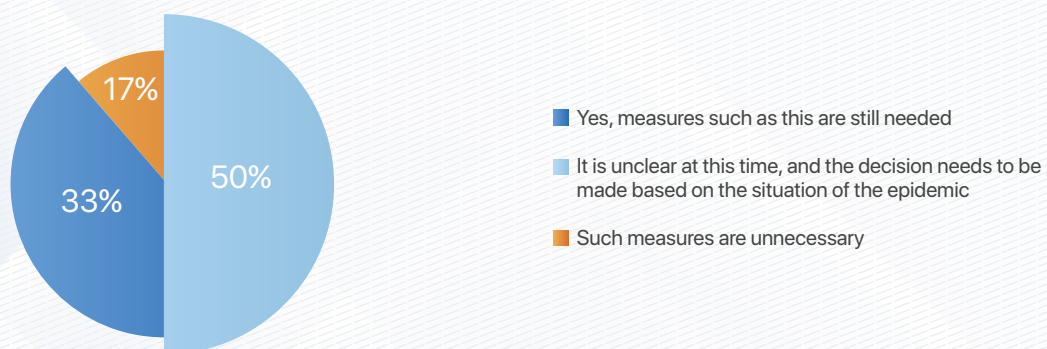 17%
50%
33%
Yes, measures such as this are still needed
It is unclear at this time, and the decision needs to be
made based on the situation of the epidemic
Such measures are unnecessary